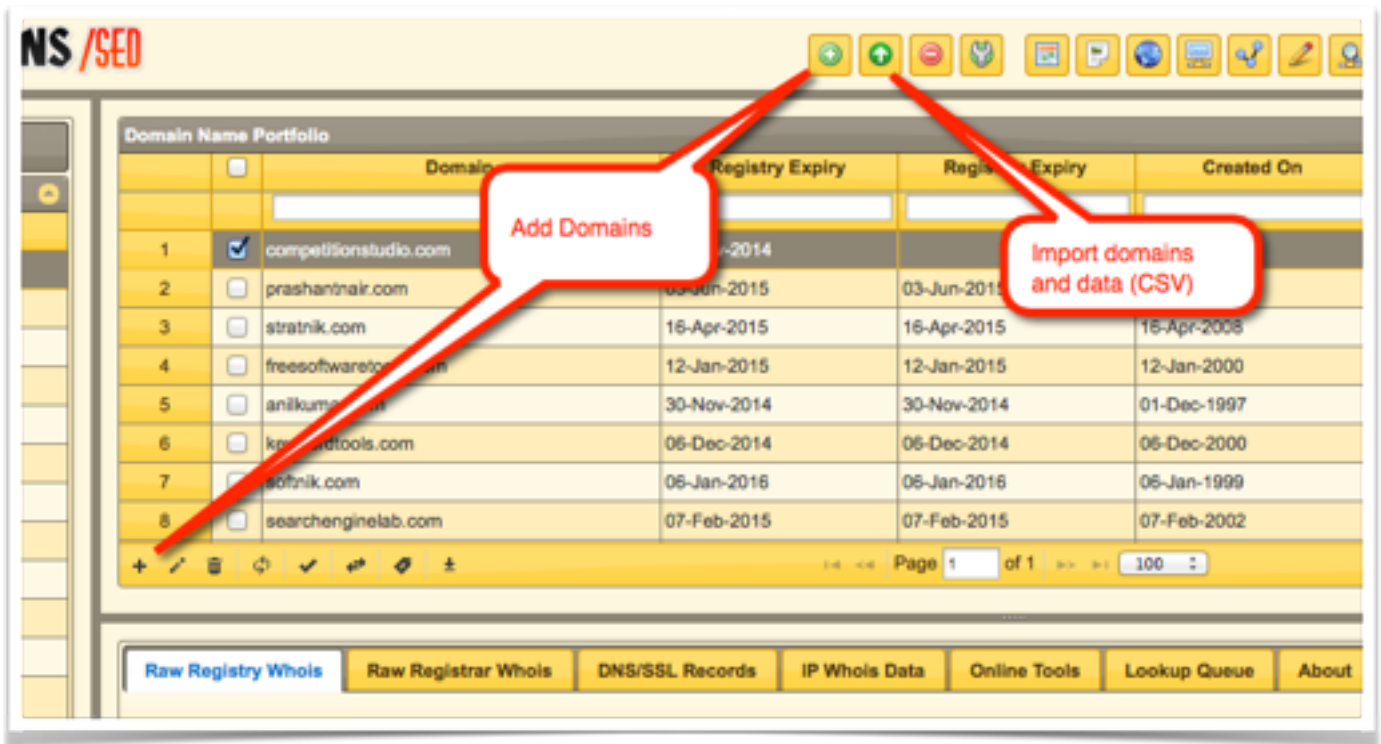 NS /SED
Domain Name Portfolio
Domain Registry Expiry Expiry Created On
Add Domains
Import domains
and data (CSV)
1 competitionstudio.com -2014
2 prashantnair.com -Jun-2015 03-Jun-2015
3 stratnik.com 16-Apr-2015 16-Apr-2015 16-Apr-2008
4 12-Jan-2015 12-Jan-2015 12-Jan-2000
5 30-Nov-2014 30-Nov-2014 01-Dec-1997
6 06-Dec-2014 06-Dec-2014 06-Dec-2000
7 softnik.com 06-Jan-2016 06-Jan-2016 06-Jan-1999
8 searchenginelab.com 07-Feb-2015 07-Feb-2015 07-Feb-2002
Page 1 of 1 100
Raw Registry Whois Raw Registrar Whois DNS/SSL Records IP Whois Data Online Tools Lookup Queue About